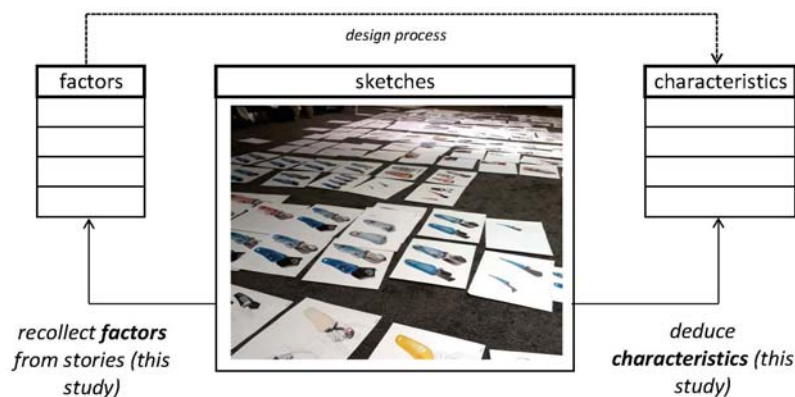 design process
factors
sketches
characteristics
recollect factors
from stories (this
study)
deduce
characteristics (this
study)